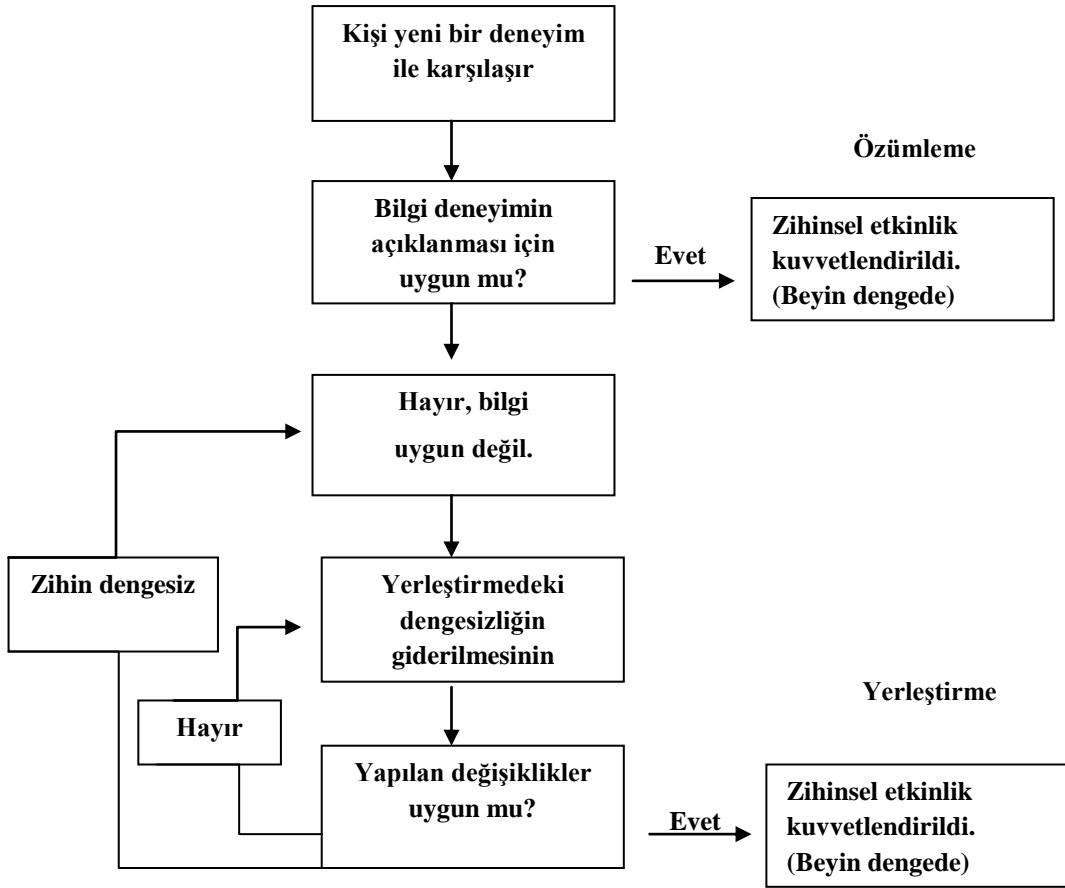 Kişi yeni bir deneyim
ile karşılaşır
Özümleme
Bilgi deneyimin
açıklanması için
uygun mu?
Evet
Zihinsel etkinlik
kuvvetlendirildi.
(Beyin dengede)
Hayır, bilgi
uygun değil.
Zihin dengesiz
Yerleştirmedeki
dengesizliğin
giderilmesinin
Yerleştirme
Hayır
Yapılan değişiklikler
uygun mu?
Evet
Zihinsel etkinlik
kuvvetlendirildi.
(Beyin dengede)